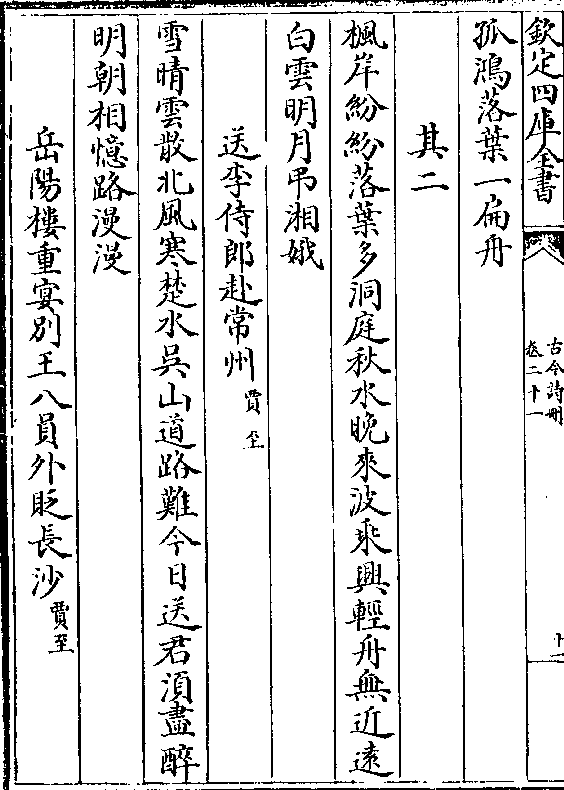 欽定四庫全書
古今詩刪
卷二十一
十一
孤鴻落葉一扁舟
其二
楓岸紛紛落葉多洞庭秋水晚來波乘興輕舟無近遠
白雲明月弔湘娥
送李侍郎赴常州 賈至
雪晴雲散北風寒楚水吳山道路難今日送君須盡醉
明朝相憶路漫漫
岳陽樓重宴別王八員外貶長沙 賈至